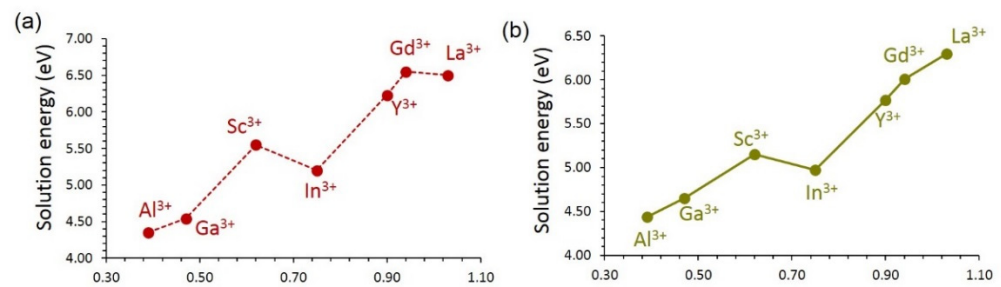 (a)
Solution energy (eV)
7.00
6.50
6.00
5.50
5.00
4.50
4.00
0.30
0.50
0.70
0.90
1.10
Al³⁺
Ga³⁺
Sc³⁺
In³⁺
Y³⁺
Gd³⁺
La³⁺
(b)
Solution energy (eV)
6.50
6.00
5.50
5.00
4.50
4.00
0.30
0.50
0.70
0.90
1.10
Al³⁺
Ga³⁺
Sc³⁺
In³⁺
Y³⁺
Gd³⁺
La³⁺